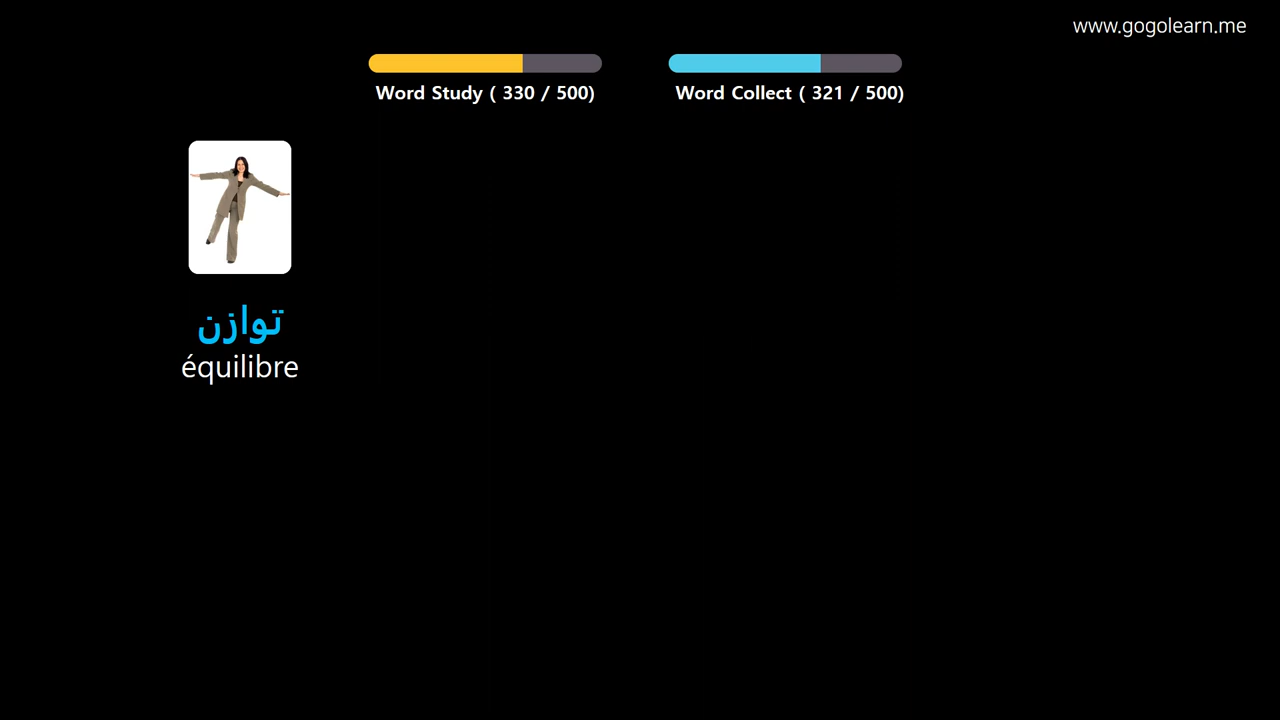 www.gogolearn.me
Word Study ( 330 / 500)
Word Collect ( 321 / 500)
توازن
équilibre